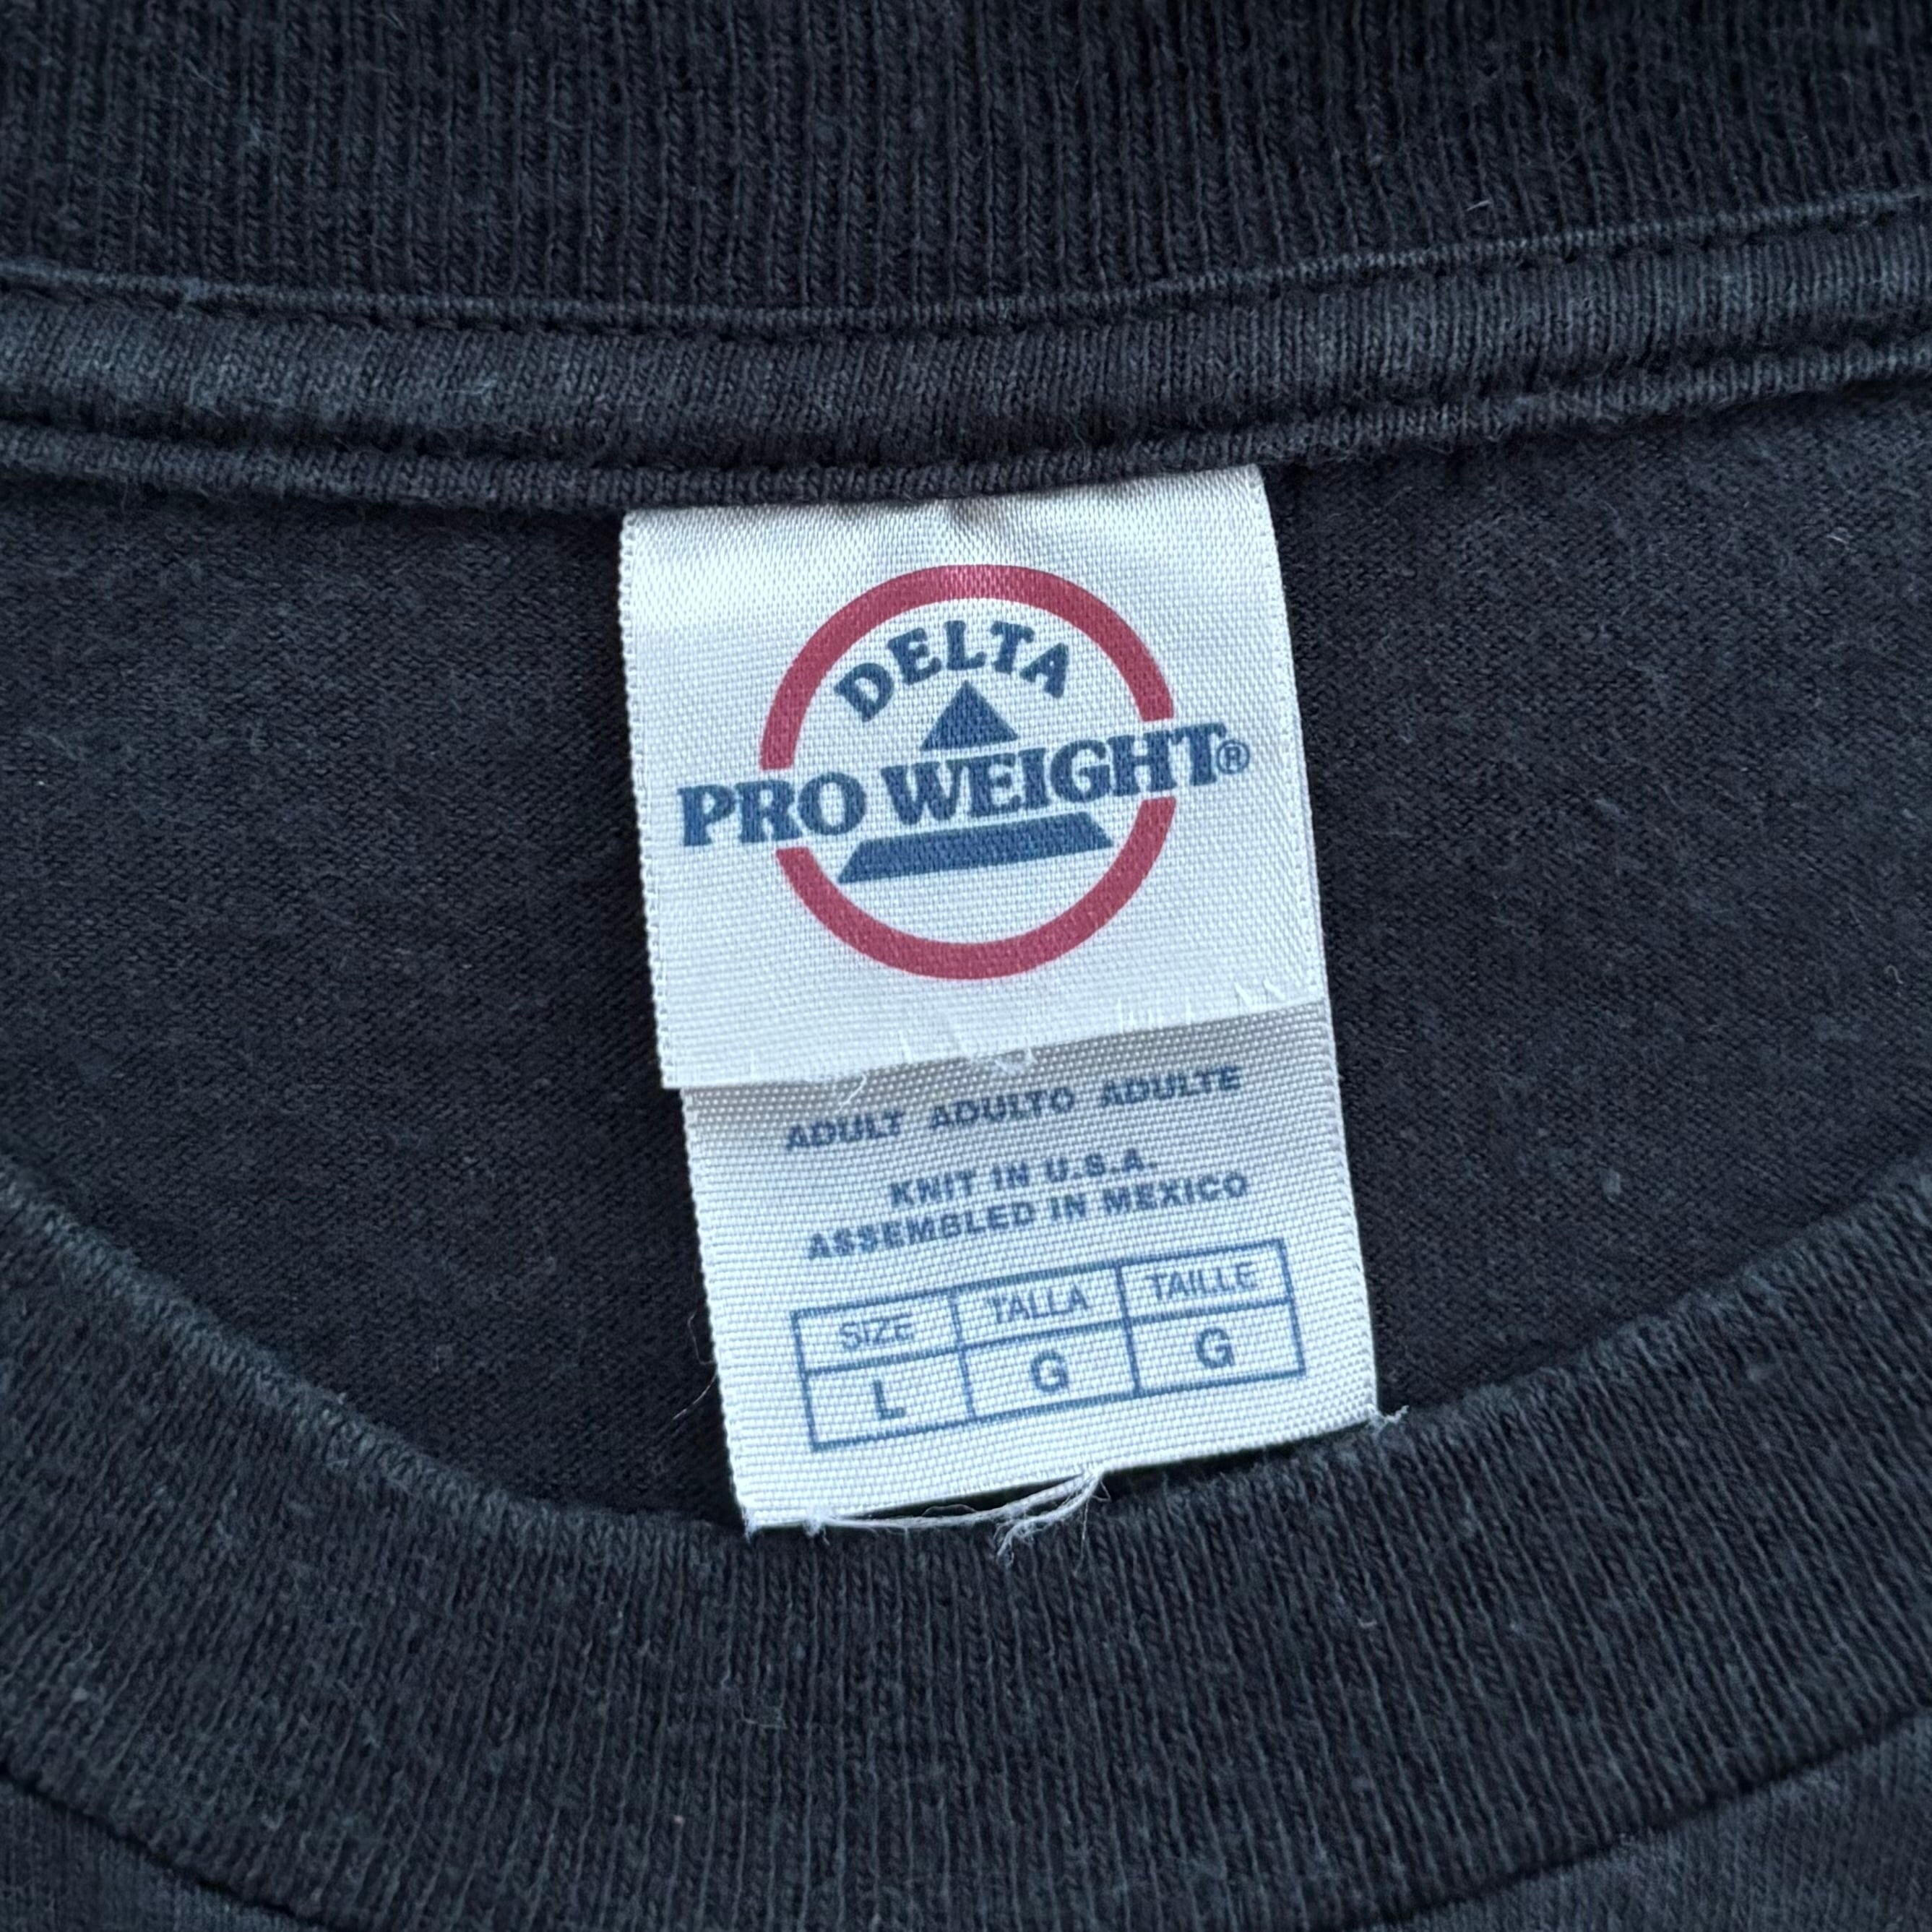 DELTA
PRO WEIGHT®
ADULT ADULTO ADULTE
KNIT IN U.S.A.
ASSEMBLED IN MEXICO
SIZE TALLA TAILLE
L G G